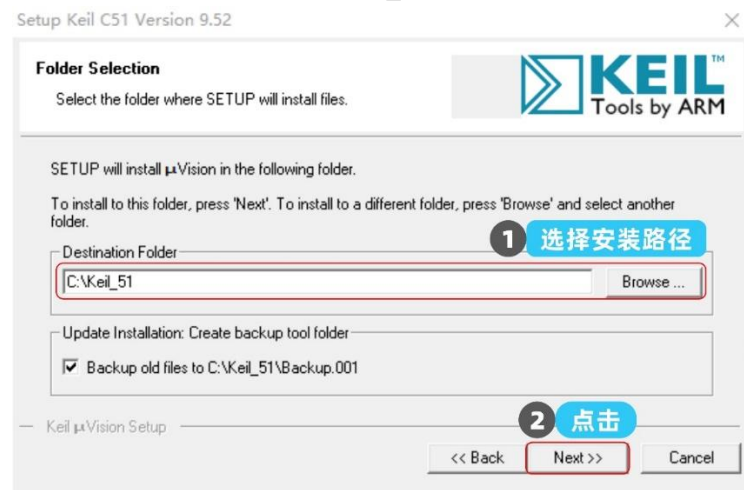 Setup Keil C51 Version 9.52
Folder Selection
Select the folder where SETUP will install files.
KEIL™
Tools by ARM
SETUP will install µVision in the following folder.
To install to this folder, press 'Next'. To install to a different folder, press 'Browse' and select another
folder.
1 选择安装路径
Destination Folder
C:\Keil_51
Browse ...
Update Installation: Create backup tool folder
Backup old files to C:\Keil_51\Backup.001
Keil µVision Setup
2 点击
<< Back
Next >>
Cancel